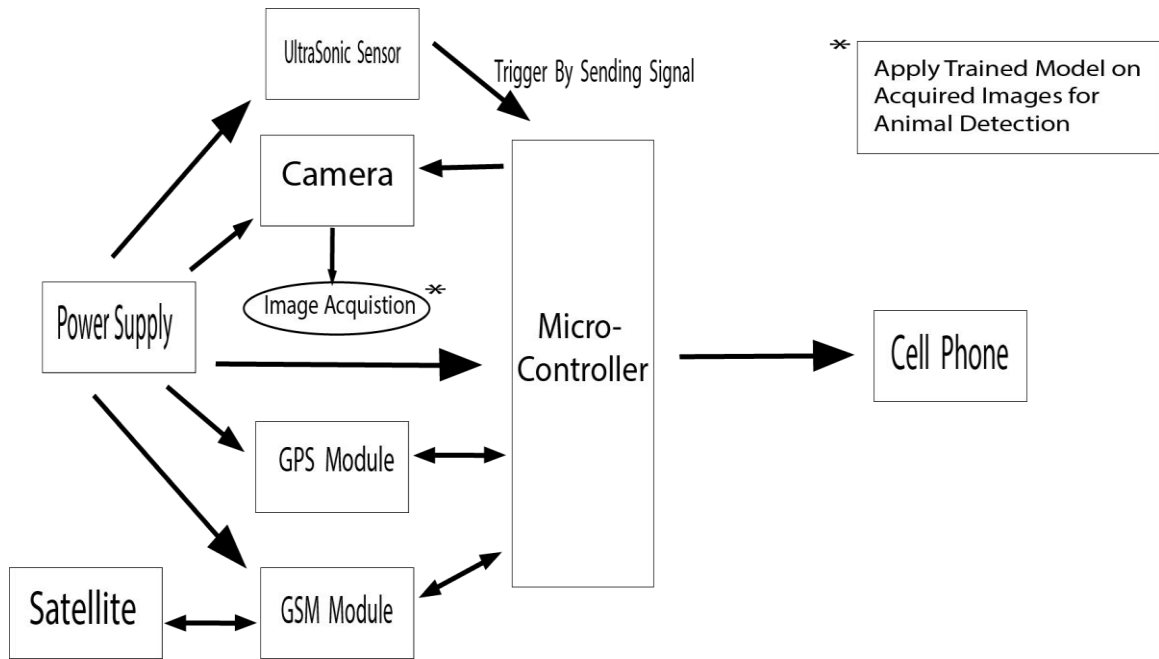 UltraSonic Sensor
Trigger By Sending Signal
*
Apply Trained Model on
Acquired Images for
Animal Detection
Camera
Image Acquistion *
Power Supply
Micro-
Controller
Cell Phone
GPS Module
Satellite
GSM Module